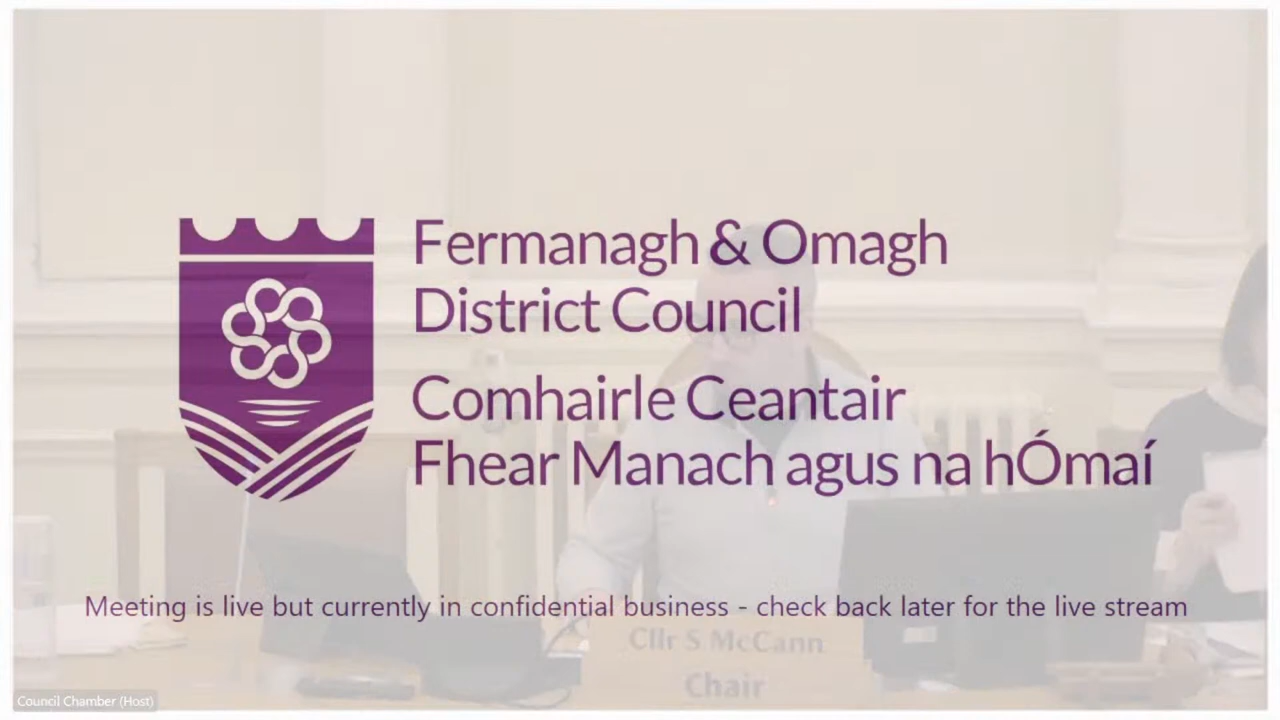 Fermanagh & Omagh
District Council
Comhairle Ceantair
Fhear Manach agus na hÓmaí
Meeting is live but currently in confidential business - check back later for the live stream
Cllr S McCann
Chair
Council Chamber (Host)